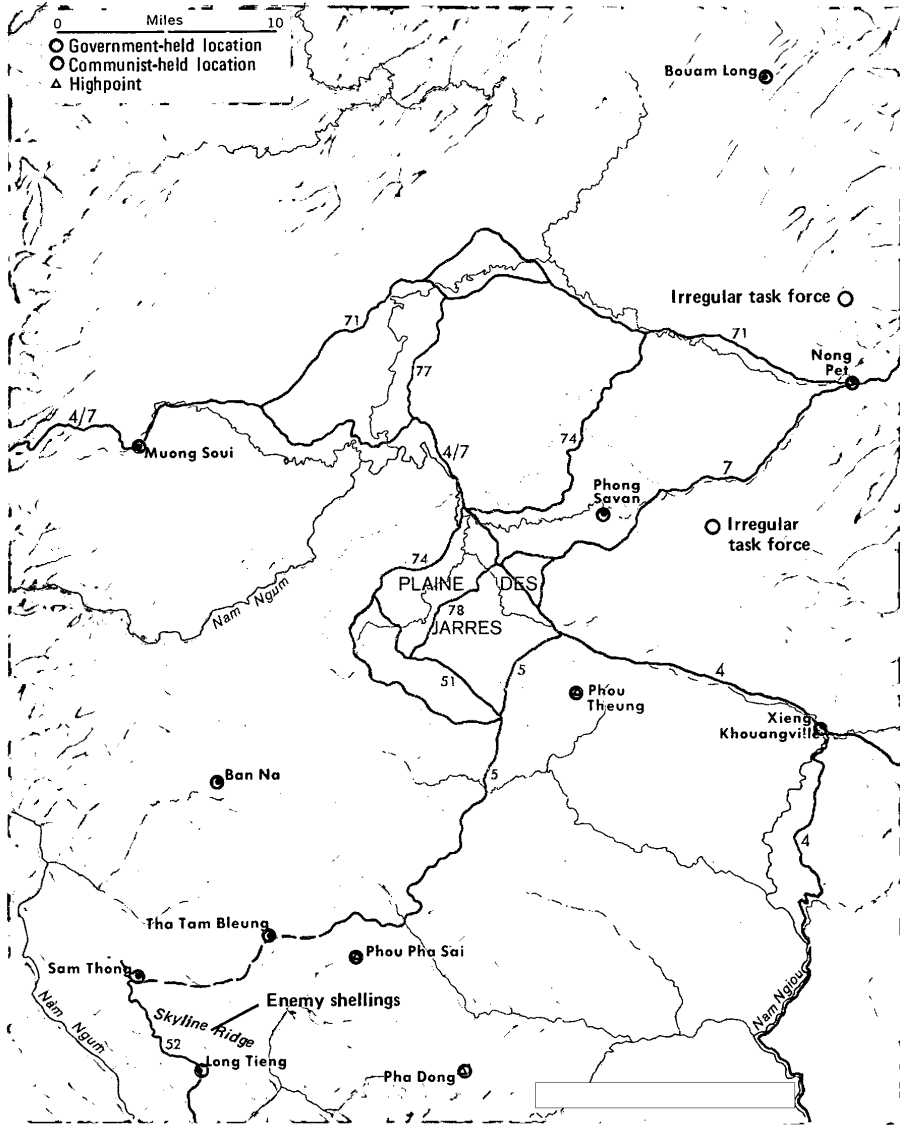 0 Miles 10
Government-held location
Communist-held location
Highpoint
Bouam Long
Irregular task force
71
71
Nong
Pet
77
4/7
Muong Soui
4/7
74
7
Phong
Savan
Irregular
task force
74
PLAINE DES
78
JARRES
Nam Ngum
51
5
4
Phou
Theung
Xieng
Khouangville
Ban Na
5
4
Tha Tam Bleung
Phou Pha Sai
Sam Thong
Enemy shellings
Skyline Ridge
Nam Ngum
Nam Ngiou
52
Long Tieng
Pha Dong